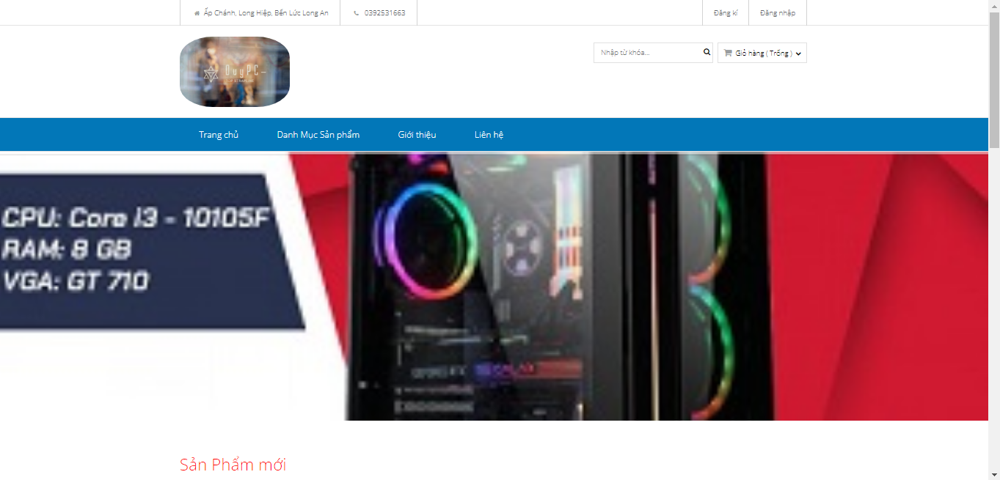 Ấp Chánh, Long Hiệp, Bến Lức Long An
0392531663
Đăng kí
Đăng nhập
DuyPC
Nhập từ khóa...
Giỏ hàng ( Trống )
Trang chủ
Danh Mục Sản phẩm
Giới thiệu
Liên hệ
CPU: Core i3 - 10105F
RAM: 8 GB
VGA: GT 710
Sản Phẩm mới